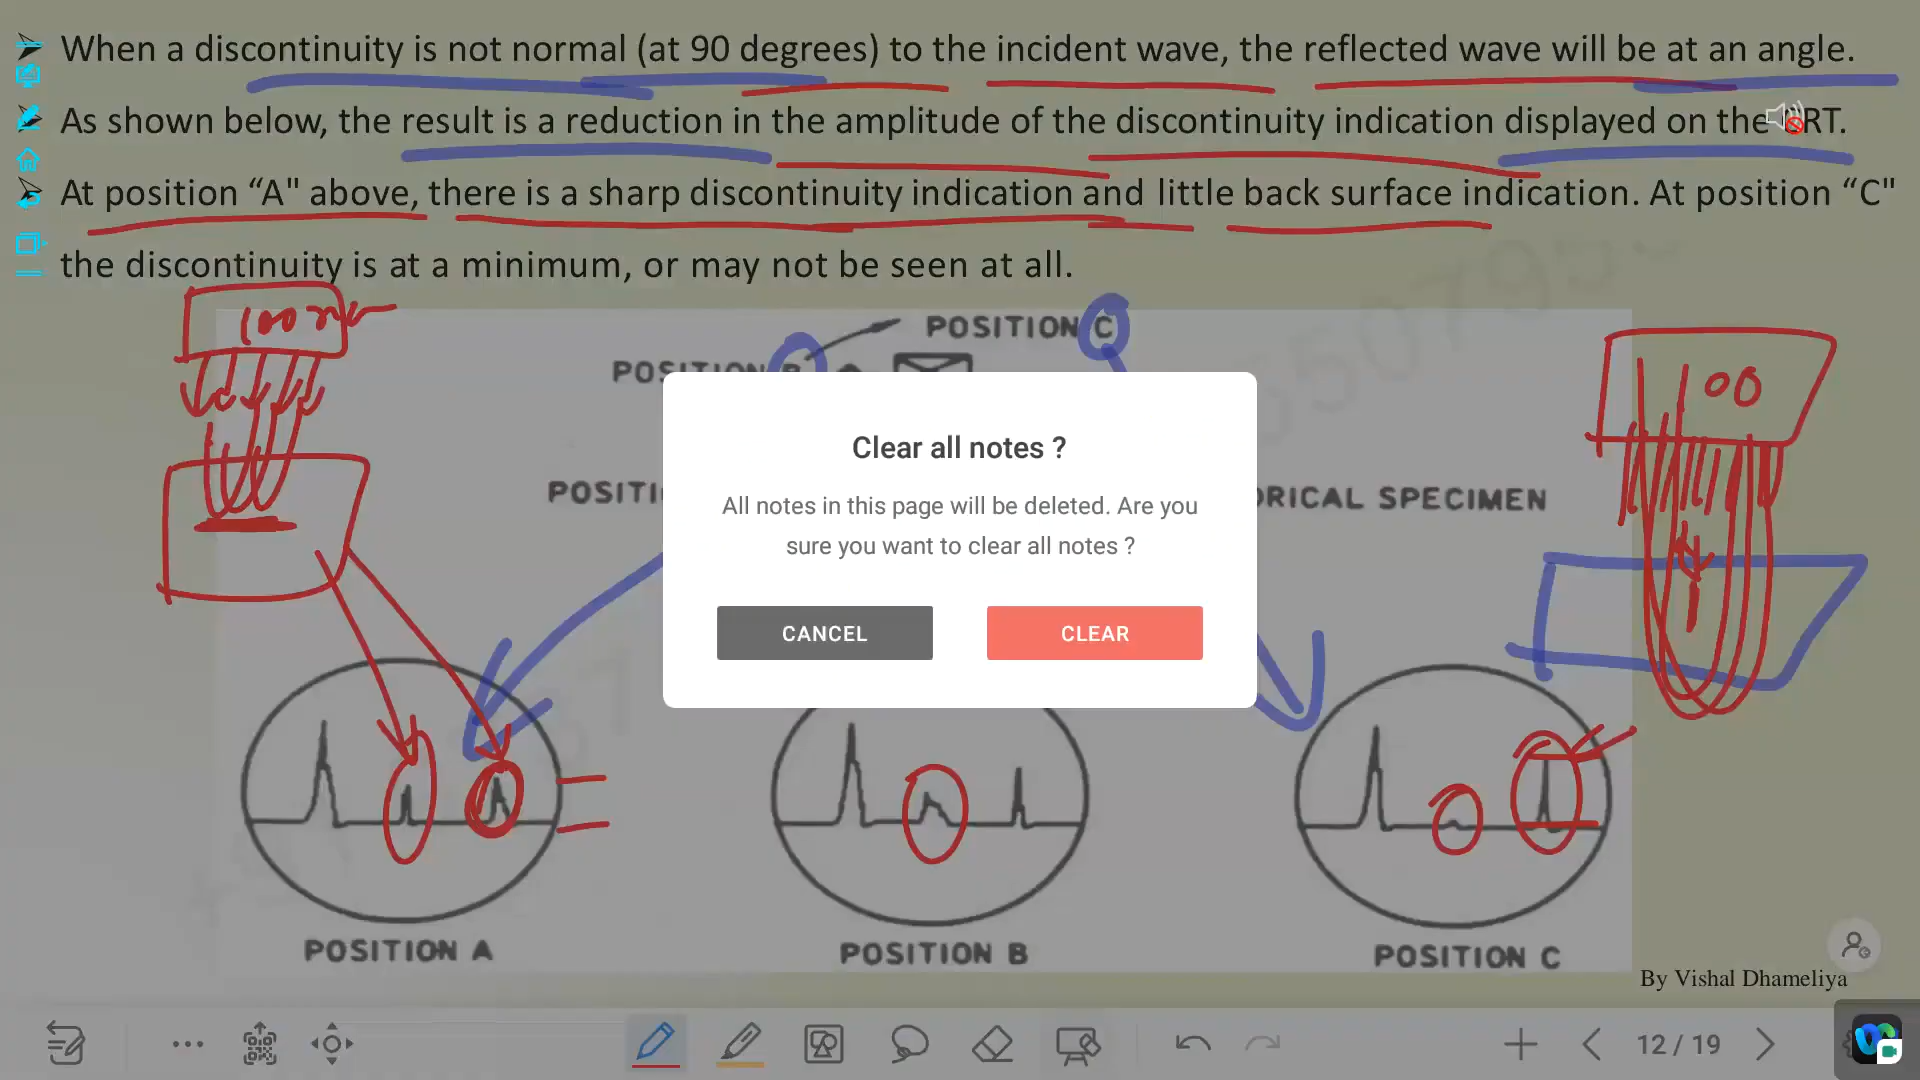 When a discontinuity is not normal (at 90 degrees) to the incident wave, the reflected wave will be at an angle.
As shown below, the result is a reduction in the amplitude of the discontinuity indication displayed on the CRT.
At position “A" above, there is a sharp discontinuity indication and little back surface indication. At position “C"
the discontinuity is at a minimum, or may not be seen at all.
100
POSITION C
POSITION B
100
Clear all notes ?
All notes in this page will be deleted. Are you
sure you want to clear all notes ?
POSITI
ORICAL SPECIMEN
CANCEL
CLEAR
POSITION A
POSITION B
POSITION C
By Vishal Dhameliya
12 / 19